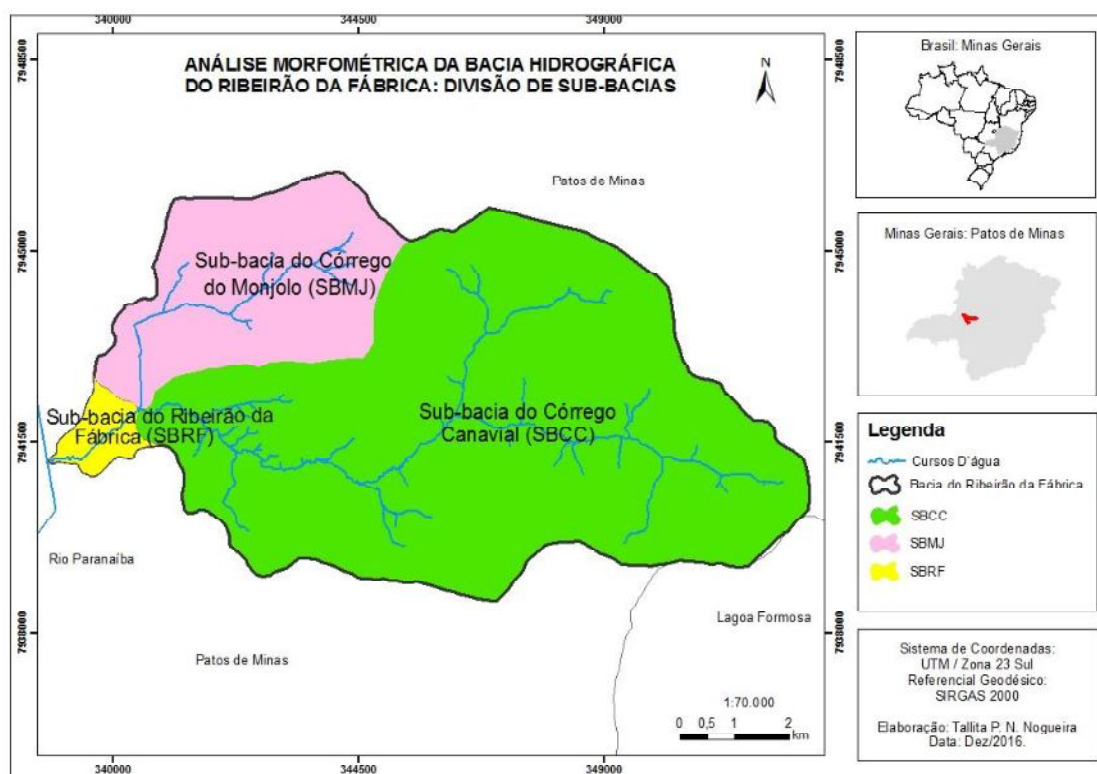 340000
344500
349000
7948500
7945000
7941500
7938000
ANÁLISE MORFOMÉTRICA DA BACIA HIDROGRÁFICA
DO RIBEIRÃO DA FÁBRICA: DIVISÃO DE SUB-BACIAS
N
Patos de Minas
Sub-bacia do Córrego
do Monjolo (SBMJ)
Sub-bacia do Ribeirão da
Fábrica (SBRF)
Sub-bacia do Córrego
Canavial (SBCC)
Rio Paranaíba
Patos de Minas
Lagoa Formosa
1:70.000
0 0,5 1 2
km
7948500
7945000
7941500
7938000
340000
344500
349000
Brasil: Minas Gerais
Minas Gerais: Patos de Minas
Legenda
Cursos D'água
Bacia do Ribeirão da Fábrica
SBCC
SBMJ
SBRF
Sistema de Coordenadas:
UTM / Zona 23 Sul
Referencial Geodésico:
SIRGAS 2000
Elaboração: Tallita P. N. Nogueira
Data: Dez/2016.